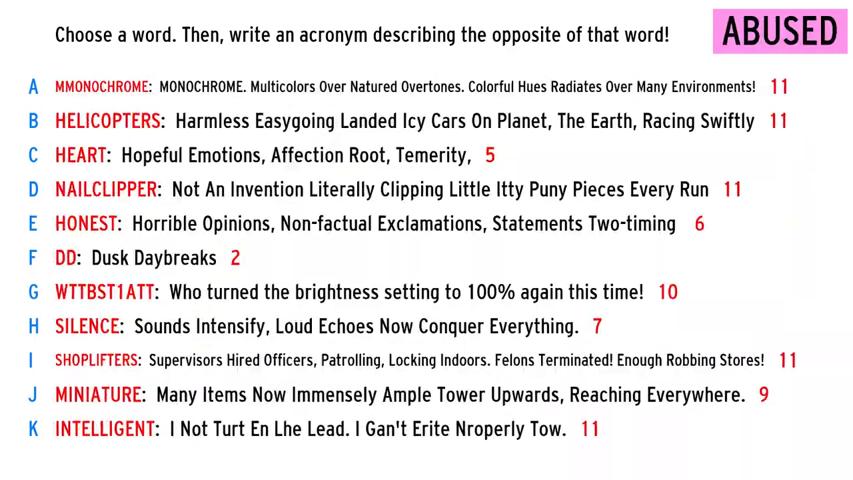 Choose a word. Then, write an acronym describing the opposite of that word!
ABUSED
A MMONOCHROME: MONOCHROME. Multicolors Over Natured Overtones. Colorful Hues Radiates Over Many Environments! 11
B HELICOPTERS: Harmless Easygoing Landed Icy Cars On Planet, The Earth, Racing Swiftly 11
C HEART: Hopeful Emotions, Affection Root, Temerity, 5
D NAILCLIPPER: Not An Invention Literally Clipping Little Itty Puny Pieces Every Run 11
E HONEST: Horrible Opinions, Non-factual Exclamations, Statements Two-timing 6
F DD: Dusk Daybreaks 2
G WTTBST1ATT: Who turned the brightness setting to 100% again this time! 10
H SILENCE: Sounds Intensify, Loud Echoes Now Conquer Everything. 7
I SHOPLIFTERS: Supervisors Hired Officers, Patrolling, Locking Indoors. Felons Terminated! Enough Robbing Stores! 11
J MINIATURE: Many Items Now Immensely Ample Tower Upwards, Reaching Everywhere. 9
K INTELLIGENT: I Not Turt En Lhe Lead. I Gan't Erite Nroperly Tow. 11